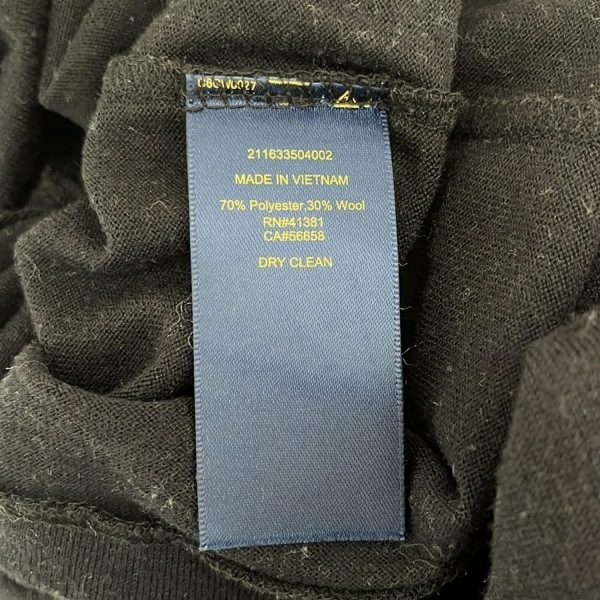 211633504002
MADE IN VIETNAM
70% Polyester,30% Wool
RN#41381
CA#56658
DRY CLEAN